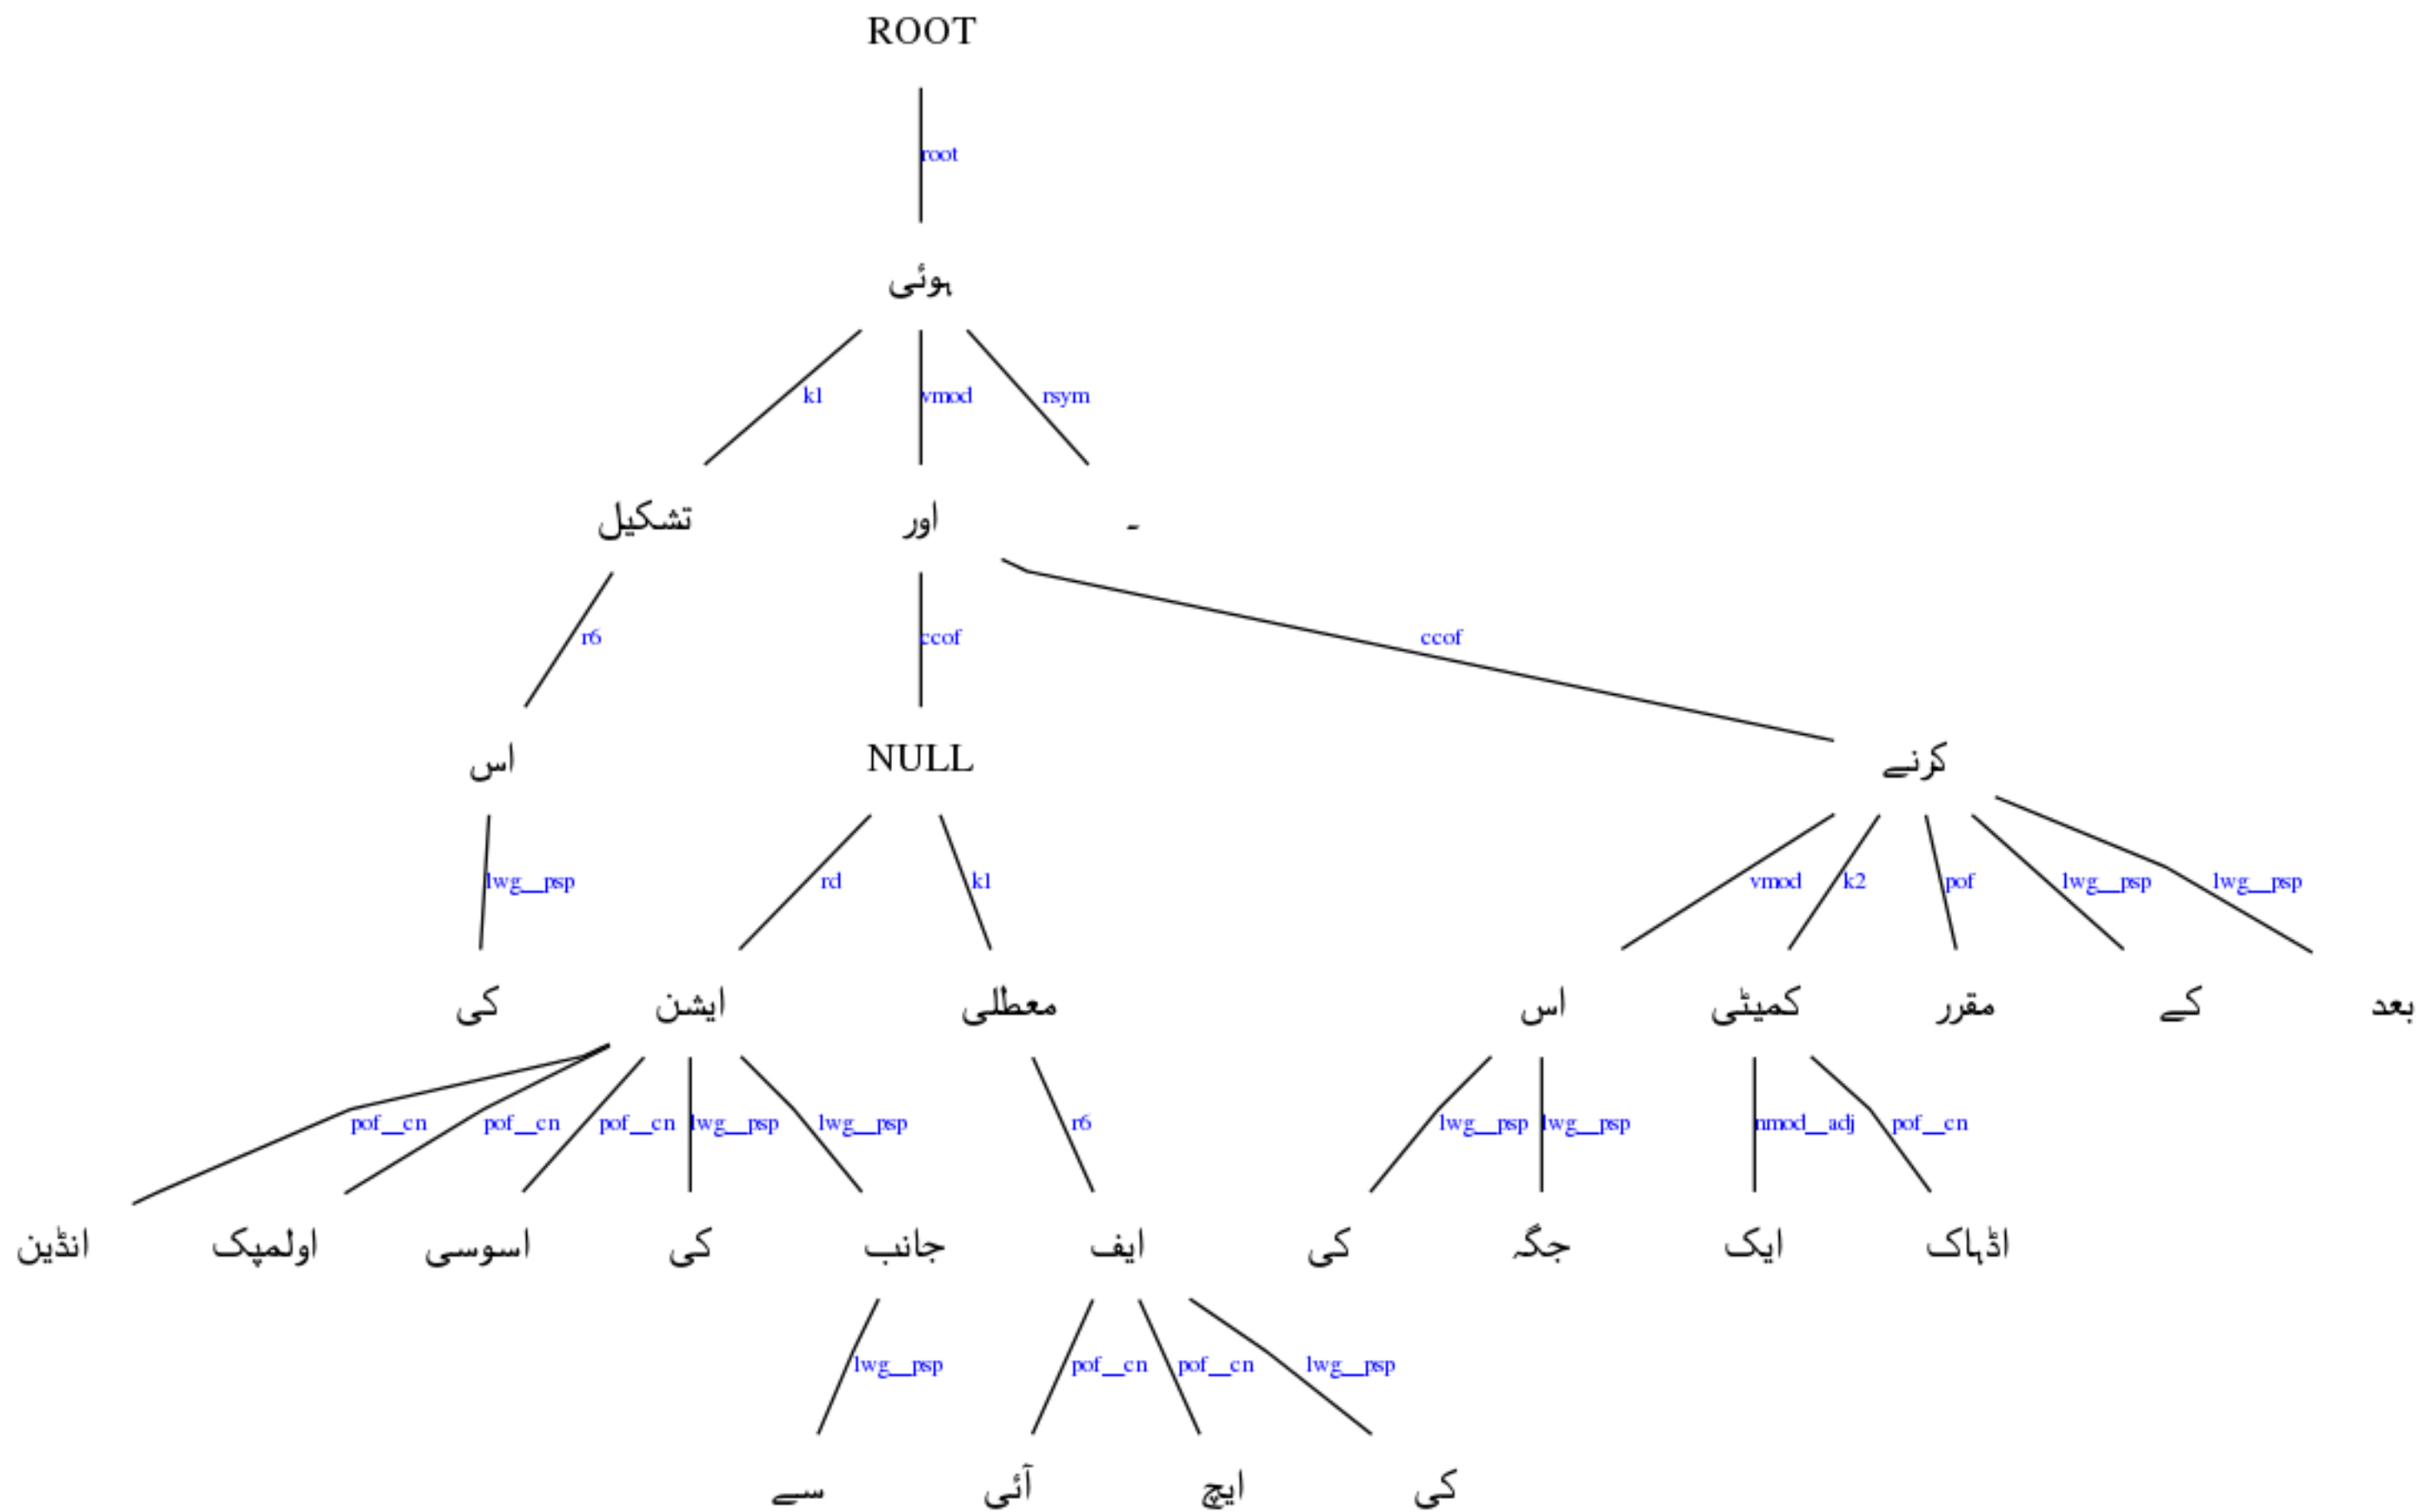 ROOT
root
ہوئی
k1 vmod rsym
تشکیل اور ۔
r6 ccof ccof
اس NULL کرنے
lwg__psp rd k1 vmod k2 pof lwg__psp lwg__psp
کی ایشن معطلی اس کمیٹی مقرر کے بعد
pof__cn pof__cn pof__cn lwg__psp lwg__psp r6 lwg__psp lwg__psp nmod__adj pof__cn
انڈین اولمپک اسوسی کی جانب ایف کی جگہ ایک اڈہاک
lwg__psp pof__cn pof__cn lwg__psp
سے آئی ایچ کی